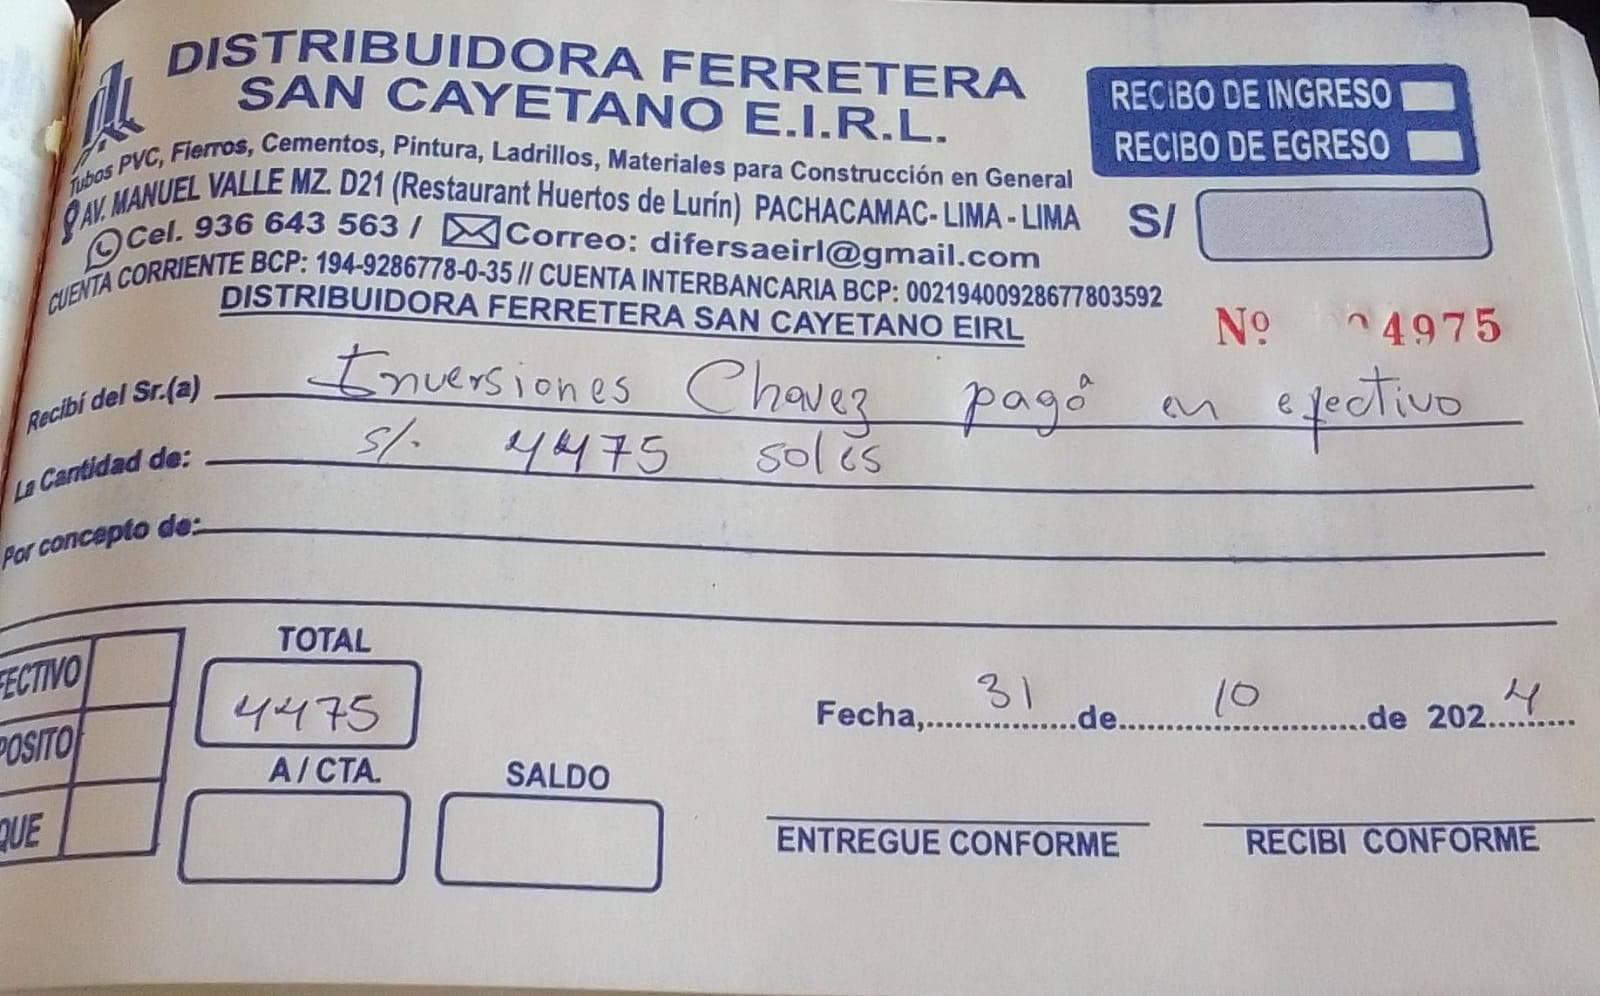 DISTRIBUIDORA FERRETERA
SAN CAYETANO E.I.R.L.
Tubos PVC, Fierros, Cementos, Pintura, Ladrillos, Materiales para Construcción en General
AV. MANUEL VALLE MZ. D21 (Restaurant Huertos de Lurín) PACHACAMAC- LIMA - LIMA
Cel. 936 643 563 / Correo: difersaeirl@gmail.com
CUENTA CORRIENTE BCP: 194-9286778-0-35 // CUENTA INTERBANCARIA BCP: 00219400928677803592
DISTRIBUIDORA FERRETERA SAN CAYETANO EIRL
RECIBO DE INGRESO
RECIBO DE EGRESO
S/
Nº 4975
Recibí del Sr.(a) Inversiones Chavez pagó en efectivo
La Cantidad de: s/. 4475 soles
Por concepto de:
FECTIVO
POSITO
QUE
TOTAL
4475
A / CTA.
SALDO
Fecha, 31 de 10 de 2024
ENTREGUE CONFORME
RECIBI CONFORME